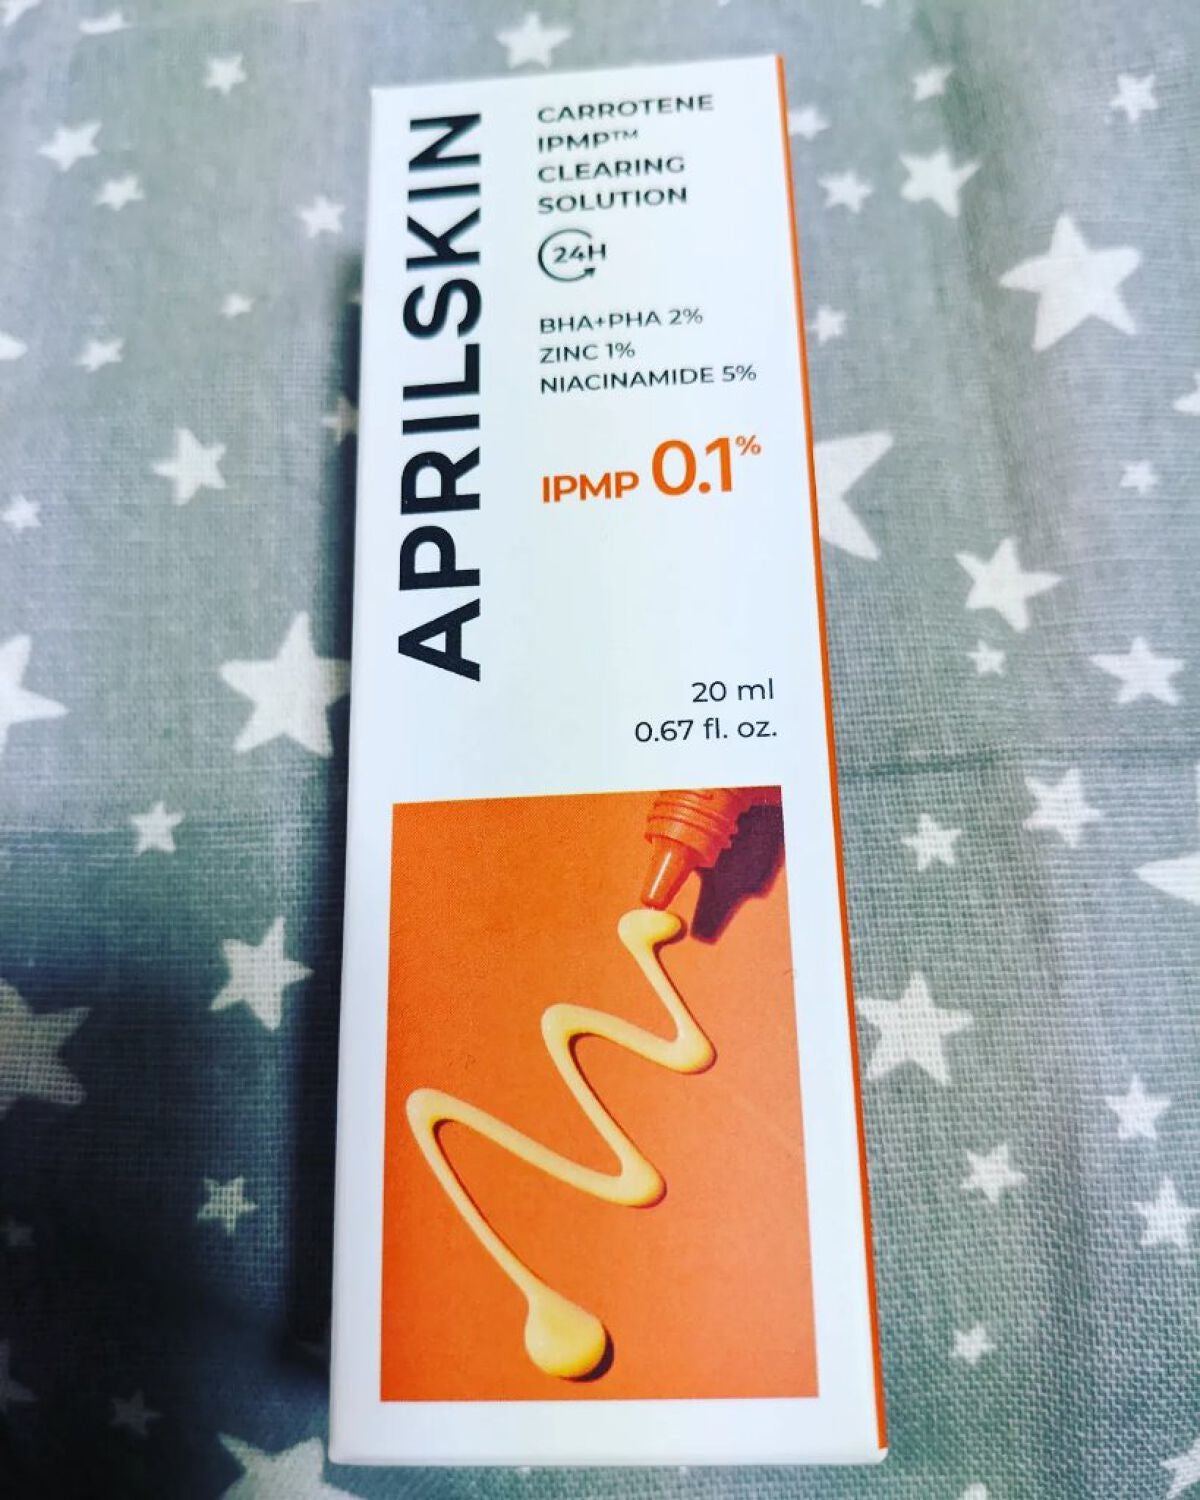 APRILSKIN
CARROTENE
IPMP™
CLEARING
SOLUTION
24H
BHA+PHA 2%
ZINC 1%
NIACINAMIDE 5%
IPMP 0.1%
20 ml
0.67 fl. oz.